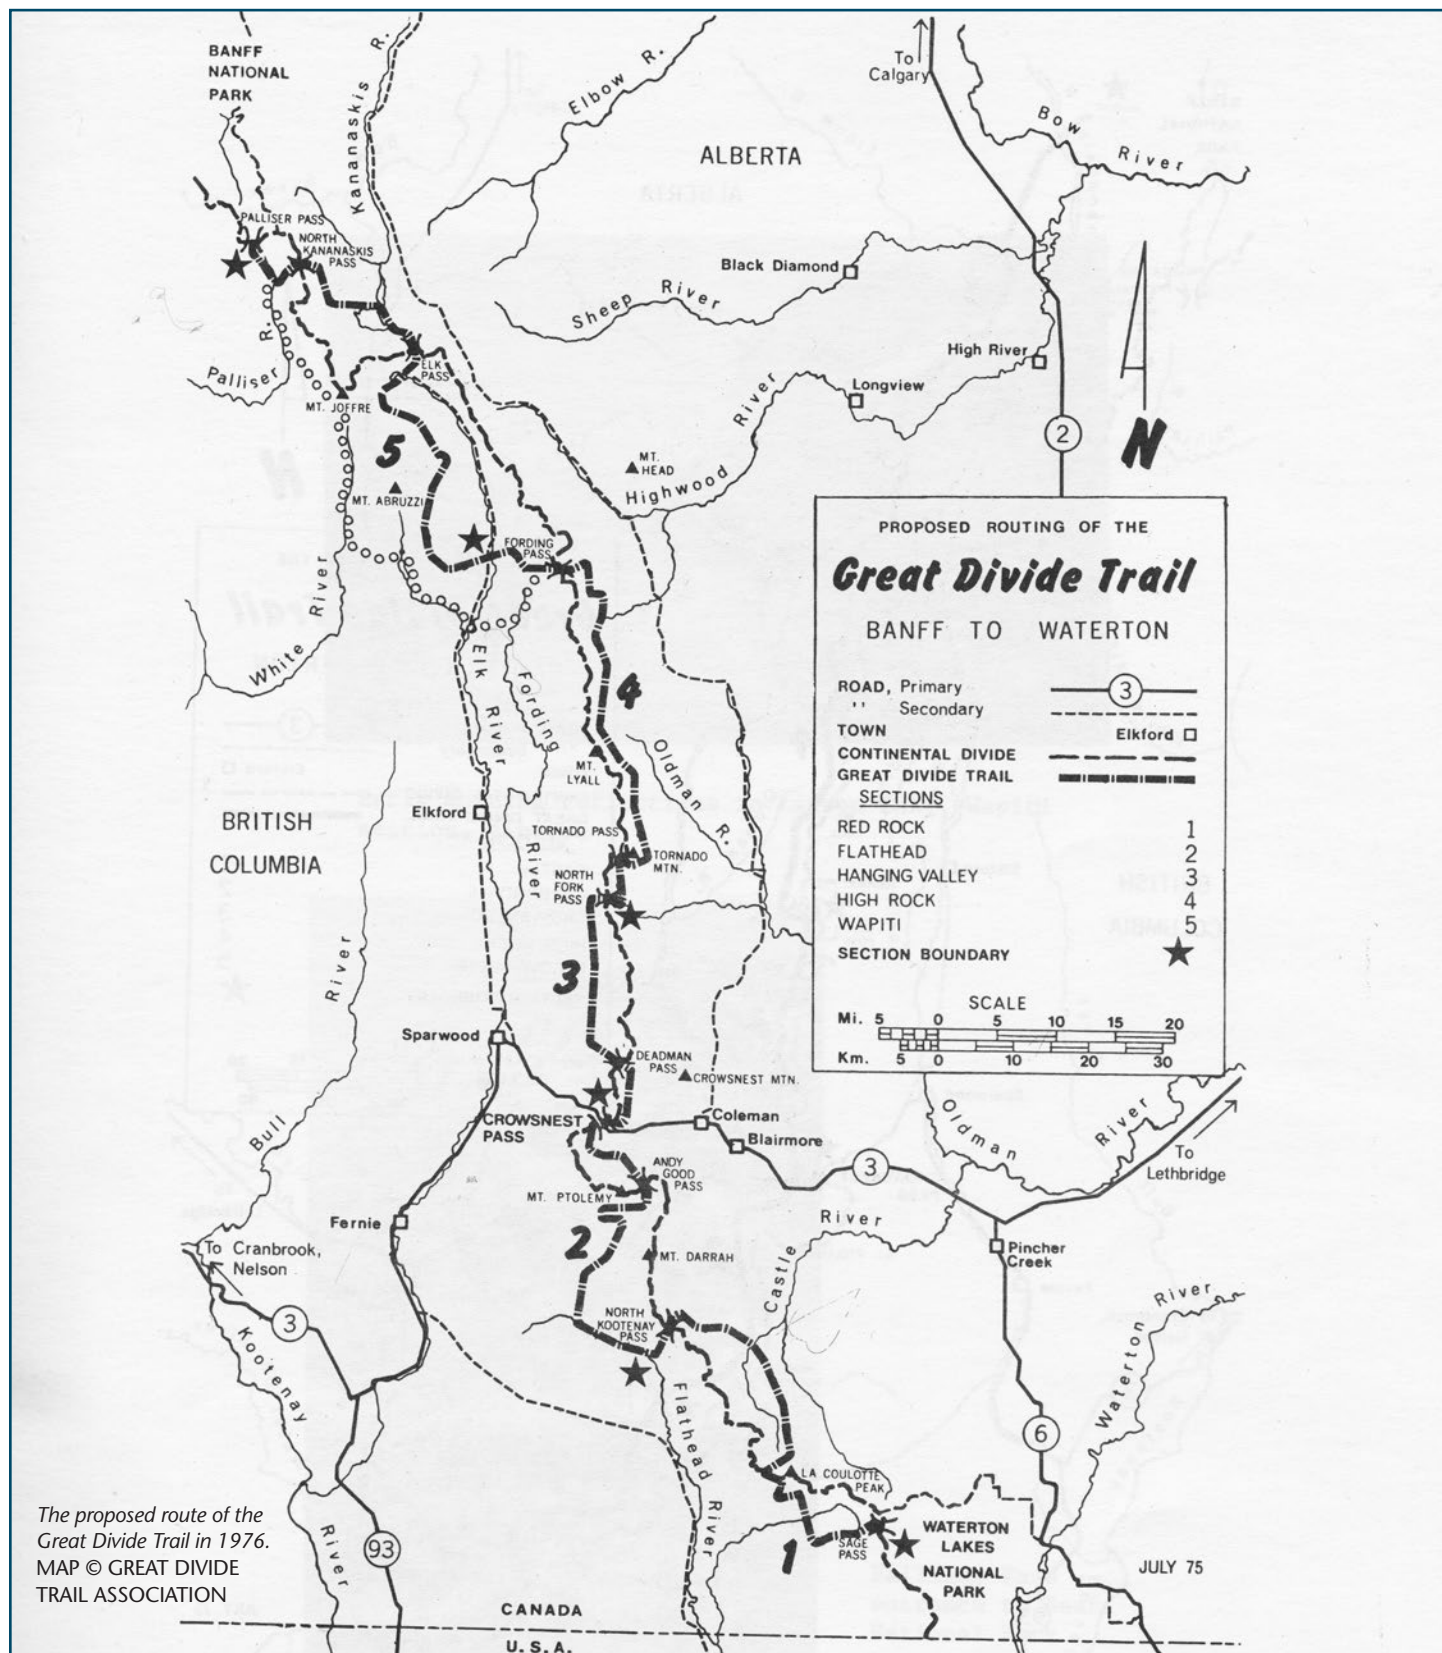 BANFF
NATIONAL
PARK
Kananaskis R.
Elbow R.
To
Calgary
Bow River
ALBERTA
PALLISER PASS
NORTH
KANANASKIS
PASS
Black Diamond
Sheep River
High River
Palliser R.
ELK
PASS
Longview
MT. JOFFRE
2
N
5
MT.
HEAD
Highwood River
MT. ABRUZZI
FORDING
PASS
White River
Elk River
Fording River
4
MT.
LYALL
Oldman R.
PROPOSED ROUTING OF THE
Great Divide Trail
BANFF TO WATERTON
ROAD, Primary 3
'' Secondary
TOWN Elkford
CONTINENTAL DIVIDE
GREAT DIVIDE TRAIL
SECTIONS
RED ROCK 1
FLATHEAD 2
HANGING VALLEY 3
HIGH ROCK 4
WAPITI 5
SECTION BOUNDARY
SCALE
Mi. 5 0 5 10 15 20
Km. 5 0 10 20 30
Elkford
BRITISH
COLUMBIA
TORNADO PASS
TORNADO
MTN.
NORTH
FORK
PASS
3
Bull River
Sparwood
DEADMAN
PASS
CROWSNEST MTN.
CROWSNEST
PASS
Coleman
Blairmore
Oldman River
To
Lethbridge
3
ANDY
GOOD
PASS
MT. PTOLEMY
2
Fernie
MT. DARRAH
Castle River
Pincher
Creek
To Cranbrook,
Nelson
3
Kootenay River
NORTH
KOOTENAY
PASS
Flathead River
Waterton River
6
LA COULOTTE
PEAK
1
SAGE
PASS
WATERTON
LAKES
NATIONAL
PARK
JULY 75
93
The proposed route of the
Great Divide Trail in 1976.
MAP © GREAT DIVIDE
TRAIL ASSOCIATION
CANADA
U.S.A.